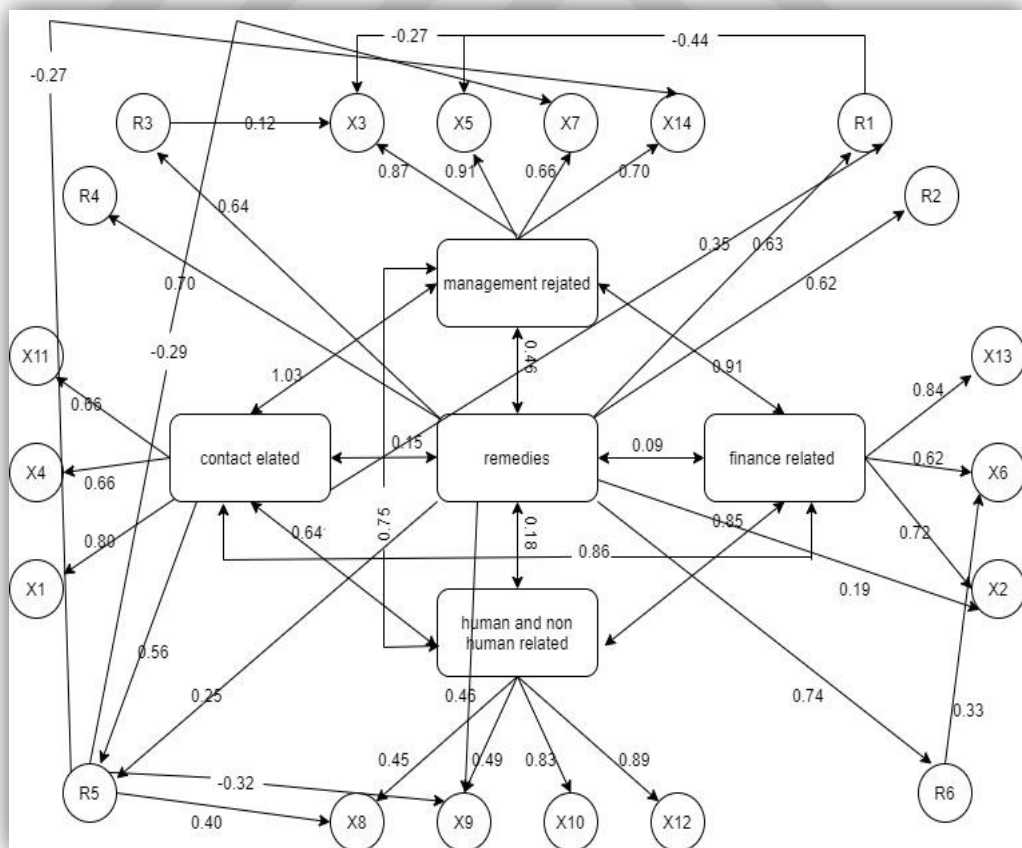 -0.27
-0.44
-0.27
R3
0.12
X3
X5
X7
X14
R1
0.87
0.91
0.66
0.70
R4
R2
0.64
0.35
0.63
0.70
management rejated
0.62
-0.29
0.46
X11
X13
1.03
0.91
0.84
0.66
contact elated
0.15
remedies
0.09
finance related
0.62
X4
X6
0.66
0.75
0.85
0.72
0.80
0.64
0.18
0.86
X1
0.19
X2
human and non
human related
0.56
0.25
0.45
0.74
0.33
0.45
0.49
0.83
0.89
-0.32
R5
R6
0.40
X8
X9
X10
X12